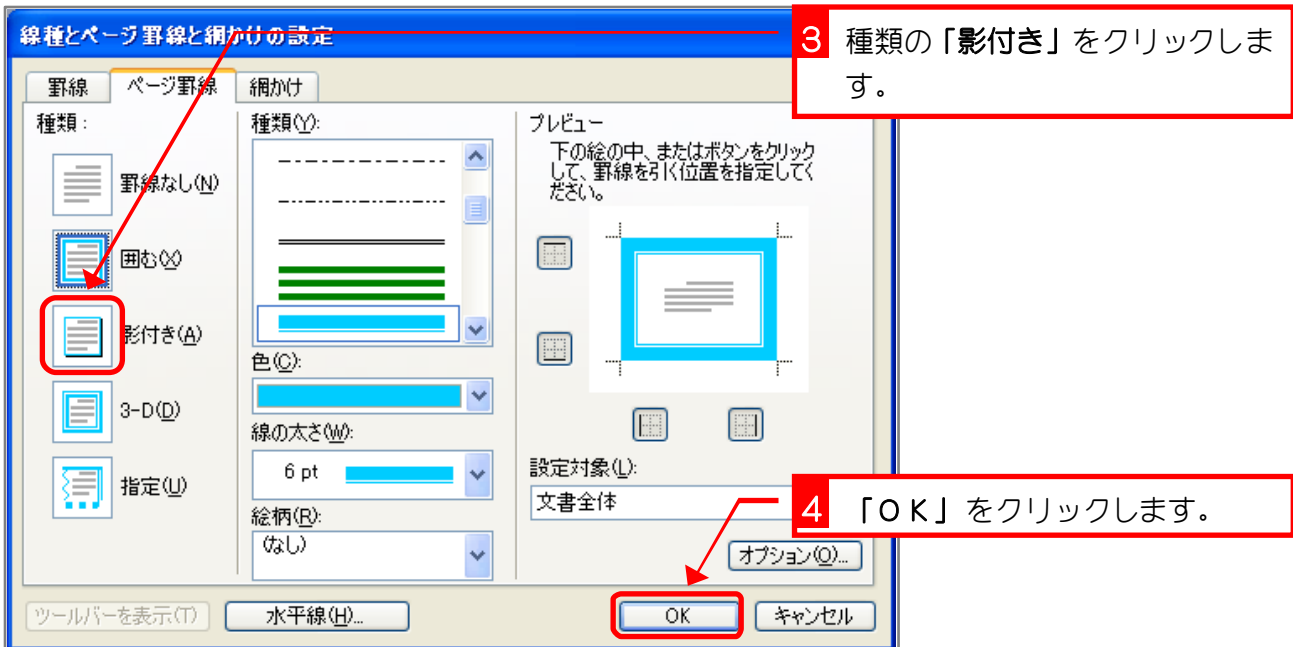 線種とページ罫線と網かけの設定
3 種類の「影付き」をクリックしま
す。
罫線 ページ罫線 網かけ
種類：
罫線なし(N)
囲む(X)
影付き(A)
3-D(D)
指定(U)
種類(Y):
色(C):
線の太さ(W):
6 pt
絵柄(R):
(なし)
プレビュー
下の絵の中、またはボタンをクリック
して、罫線を引く位置を指定してく
ださい。
設定対象(L):
文書全体
4 「ＯＫ」をクリックします。
オプション(O)...
ツールバーを表示(T) 水平線(H)... OK キャンセル